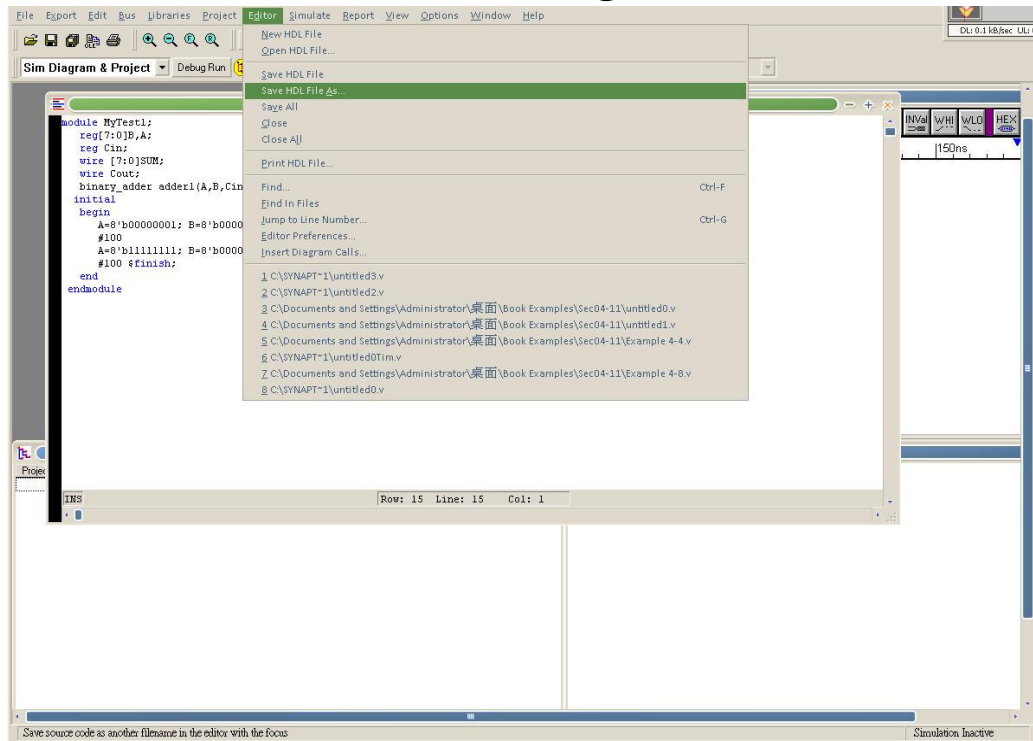 File Export Edit Bus Libraries Project Editor Simulate Report View Options Window Help
DL: 0.1 kB/sec UL:
Sim Diagram & Project Debug Run
New HDL File
Open HDL File...
Save HDL File
Save HDL File As...
Save All
Close
Close All
Print HDL File...
Find... Ctrl-F
Find In Files
Jump to Line Number... Ctrl-G
Editor Preferences...
Insert Diagram Calls...
1 C:\SYNAPT~1\untitled3.v
2 C:\SYNAPT~1\untitled2.v
3 C:\Documents and Settings\Administrator\桌面\Book Examples\Sec04-11\untitled0.v
4 C:\Documents and Settings\Administrator\桌面\Book Examples\Sec04-11\untitled1.v
5 C:\Documents and Settings\Administrator\桌面\Book Examples\Sec04-11\Example 4-4.v
6 C:\SYNAPT~1\untitled0Tim.v
7 C:\Documents and Settings\Administrator\桌面\Book Examples\Sec04-11\Example 4-8.v
8 C:\SYNAPT~1\untitled0.v
module MyTest1;
reg[7:0]B,A;
reg Cin;
wire [7:0]SUM;
wire Cout;
binary_adder adder1(A,B,Cin
initial
begin
A=8'b00000001; B=8'b0000
#100
A=8'b11111111; B=8'b0000
#100 $finish;
end
endmodule
INVal WHI WLO HEX
150ns
Projec
INS Row: 15 Line: 15 Col: 1
Save source code as another filename in the editor with the focus Simulation Inactive